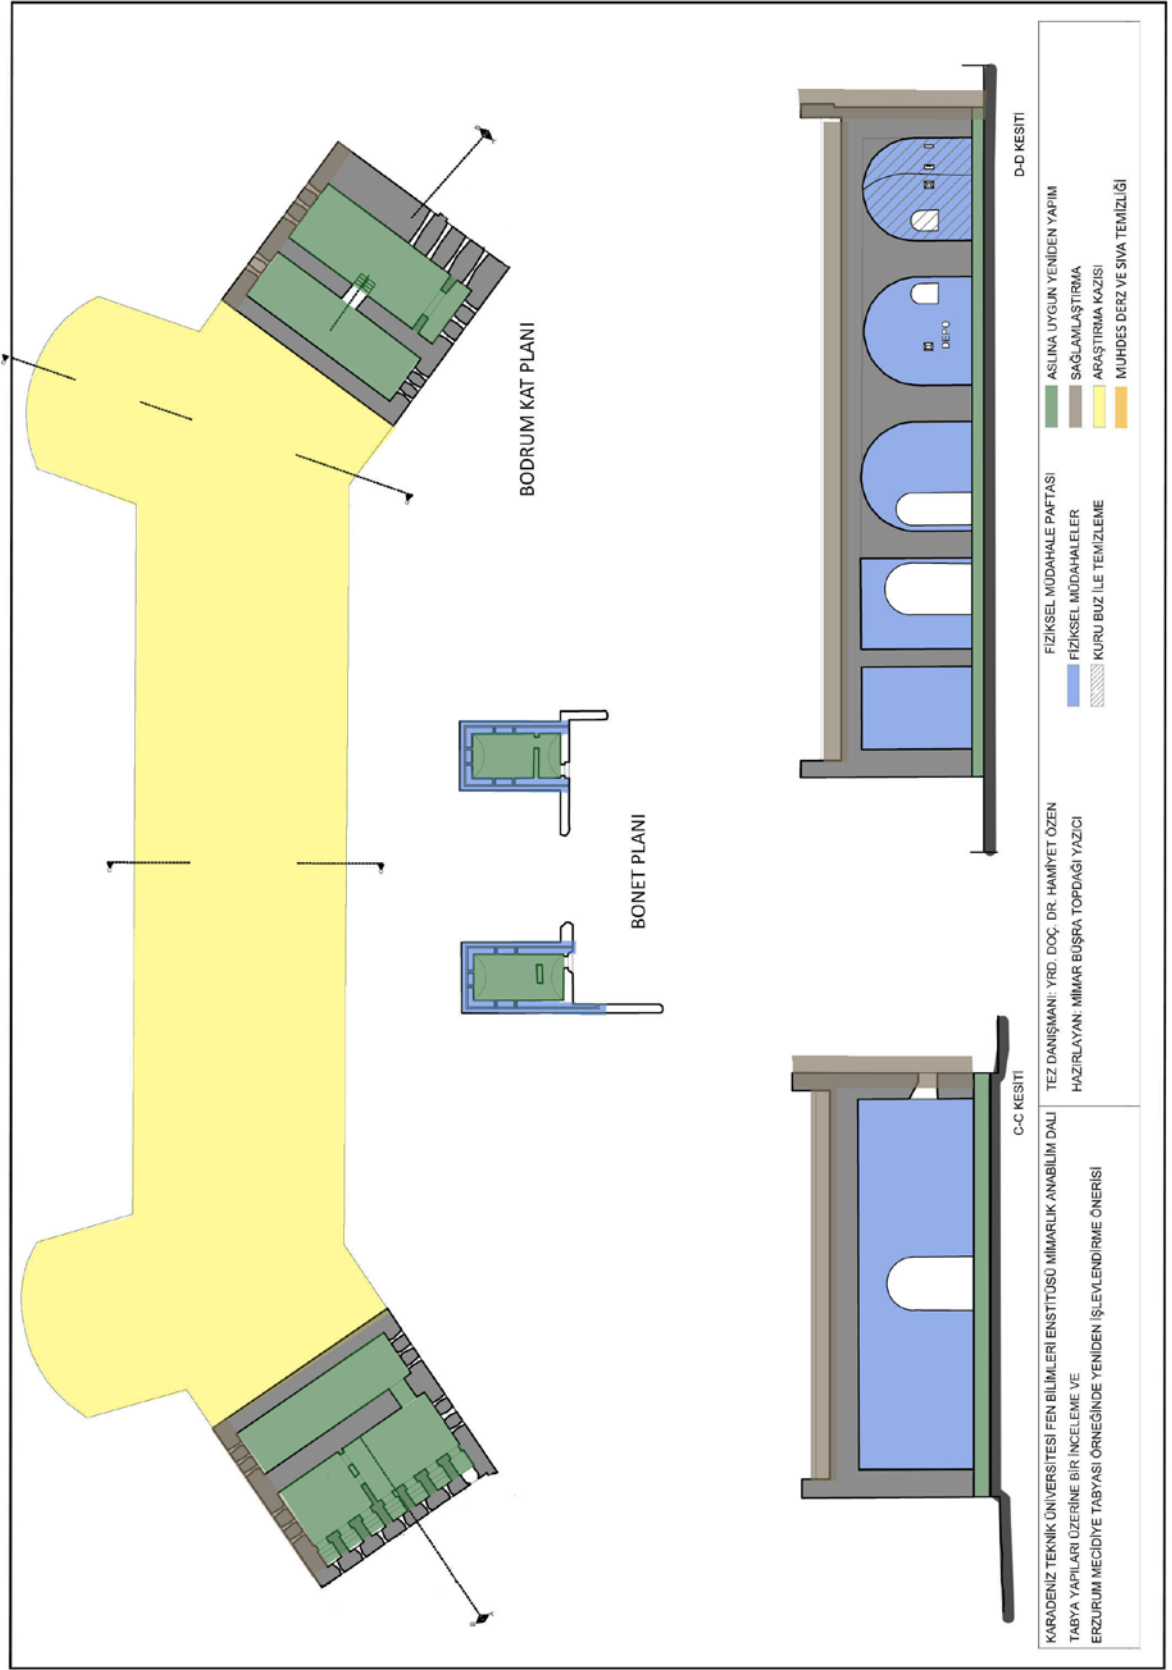 BODRUM KAT PLANI
BONET PLANI
DEPO
D-D KESİTİ
C-C KESİTİ
KARADENİZ TEKNİK ÜNİVERSİTESİ FEN BİLİMLERİ ENSTİTÜSÜ MİMARLIK ANABİLİM DALI
TABYA YAPILARI ÜZERİNE BİR İNCELEME VE
ERZURUM MECİDİYE TABYASI ÖRNEĞİNDE YENİDEN İŞLEVLENDİRME ÖNERİSİ
TEZ DANIŞMANI: YRD. DOÇ. DR. HAMİYET ÖZEN
HAZIRLAYAN: MİMAR BÜŞRA TOPDAĞI YAZICI
FİZİKSEL MÜDAHALE PAFTASI
FİZİKSEL MÜDAHALELER
KURU BUZ İLE TEMİZLEME
ASLINA UYGUN YENİDEN YAPIM
SAĞLAMLAŞTIRMA
ARAŞTIRMA KAZISI
MUHDES DERZ VE SIVA TEMİZLİĞİ